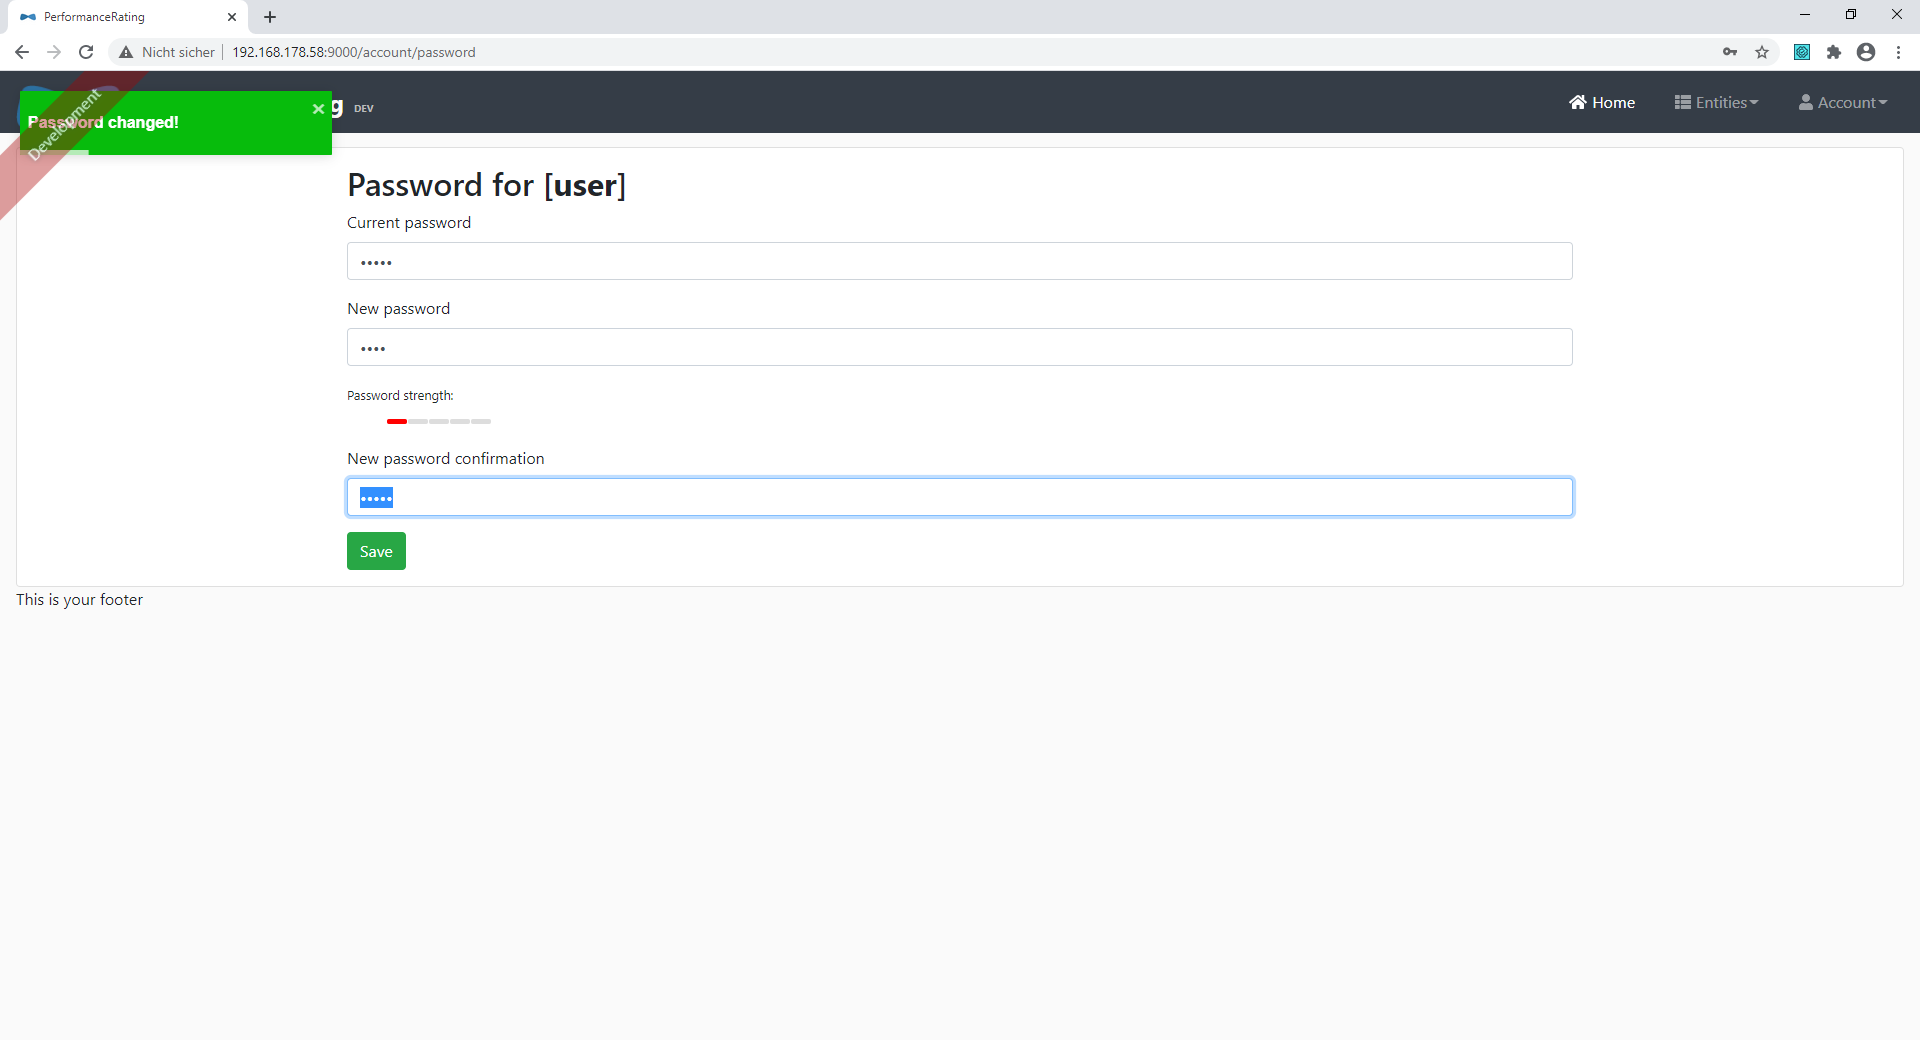 PerformanceRating
Nicht sicher 192.168.178.58:9000/account/password
Development
Password changed!
g DEV
Home Entities Account
Password for [user]
Current password
•••••
New password
••••
Password strength:
New password confirmation
•••••
Save
This is your footer